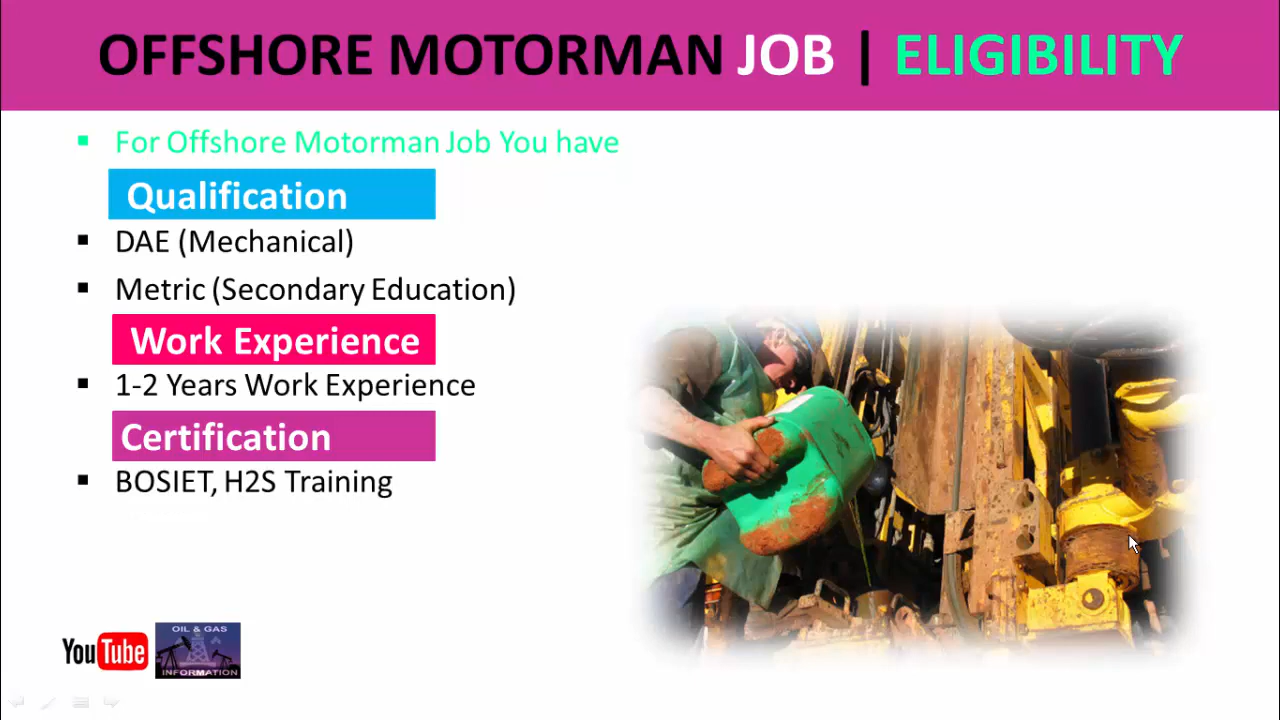 OFFSHORE MOTORMAN JOB | ELIGIBILITY
For Offshore Motorman Job You have
Qualification
DAE (Mechanical)
Metric (Secondary Education)
Work Experience
1-2 Years Work Experience
Certification
BOSIET, H2S Training
YouTube
OIL & GAS
INFORMATION